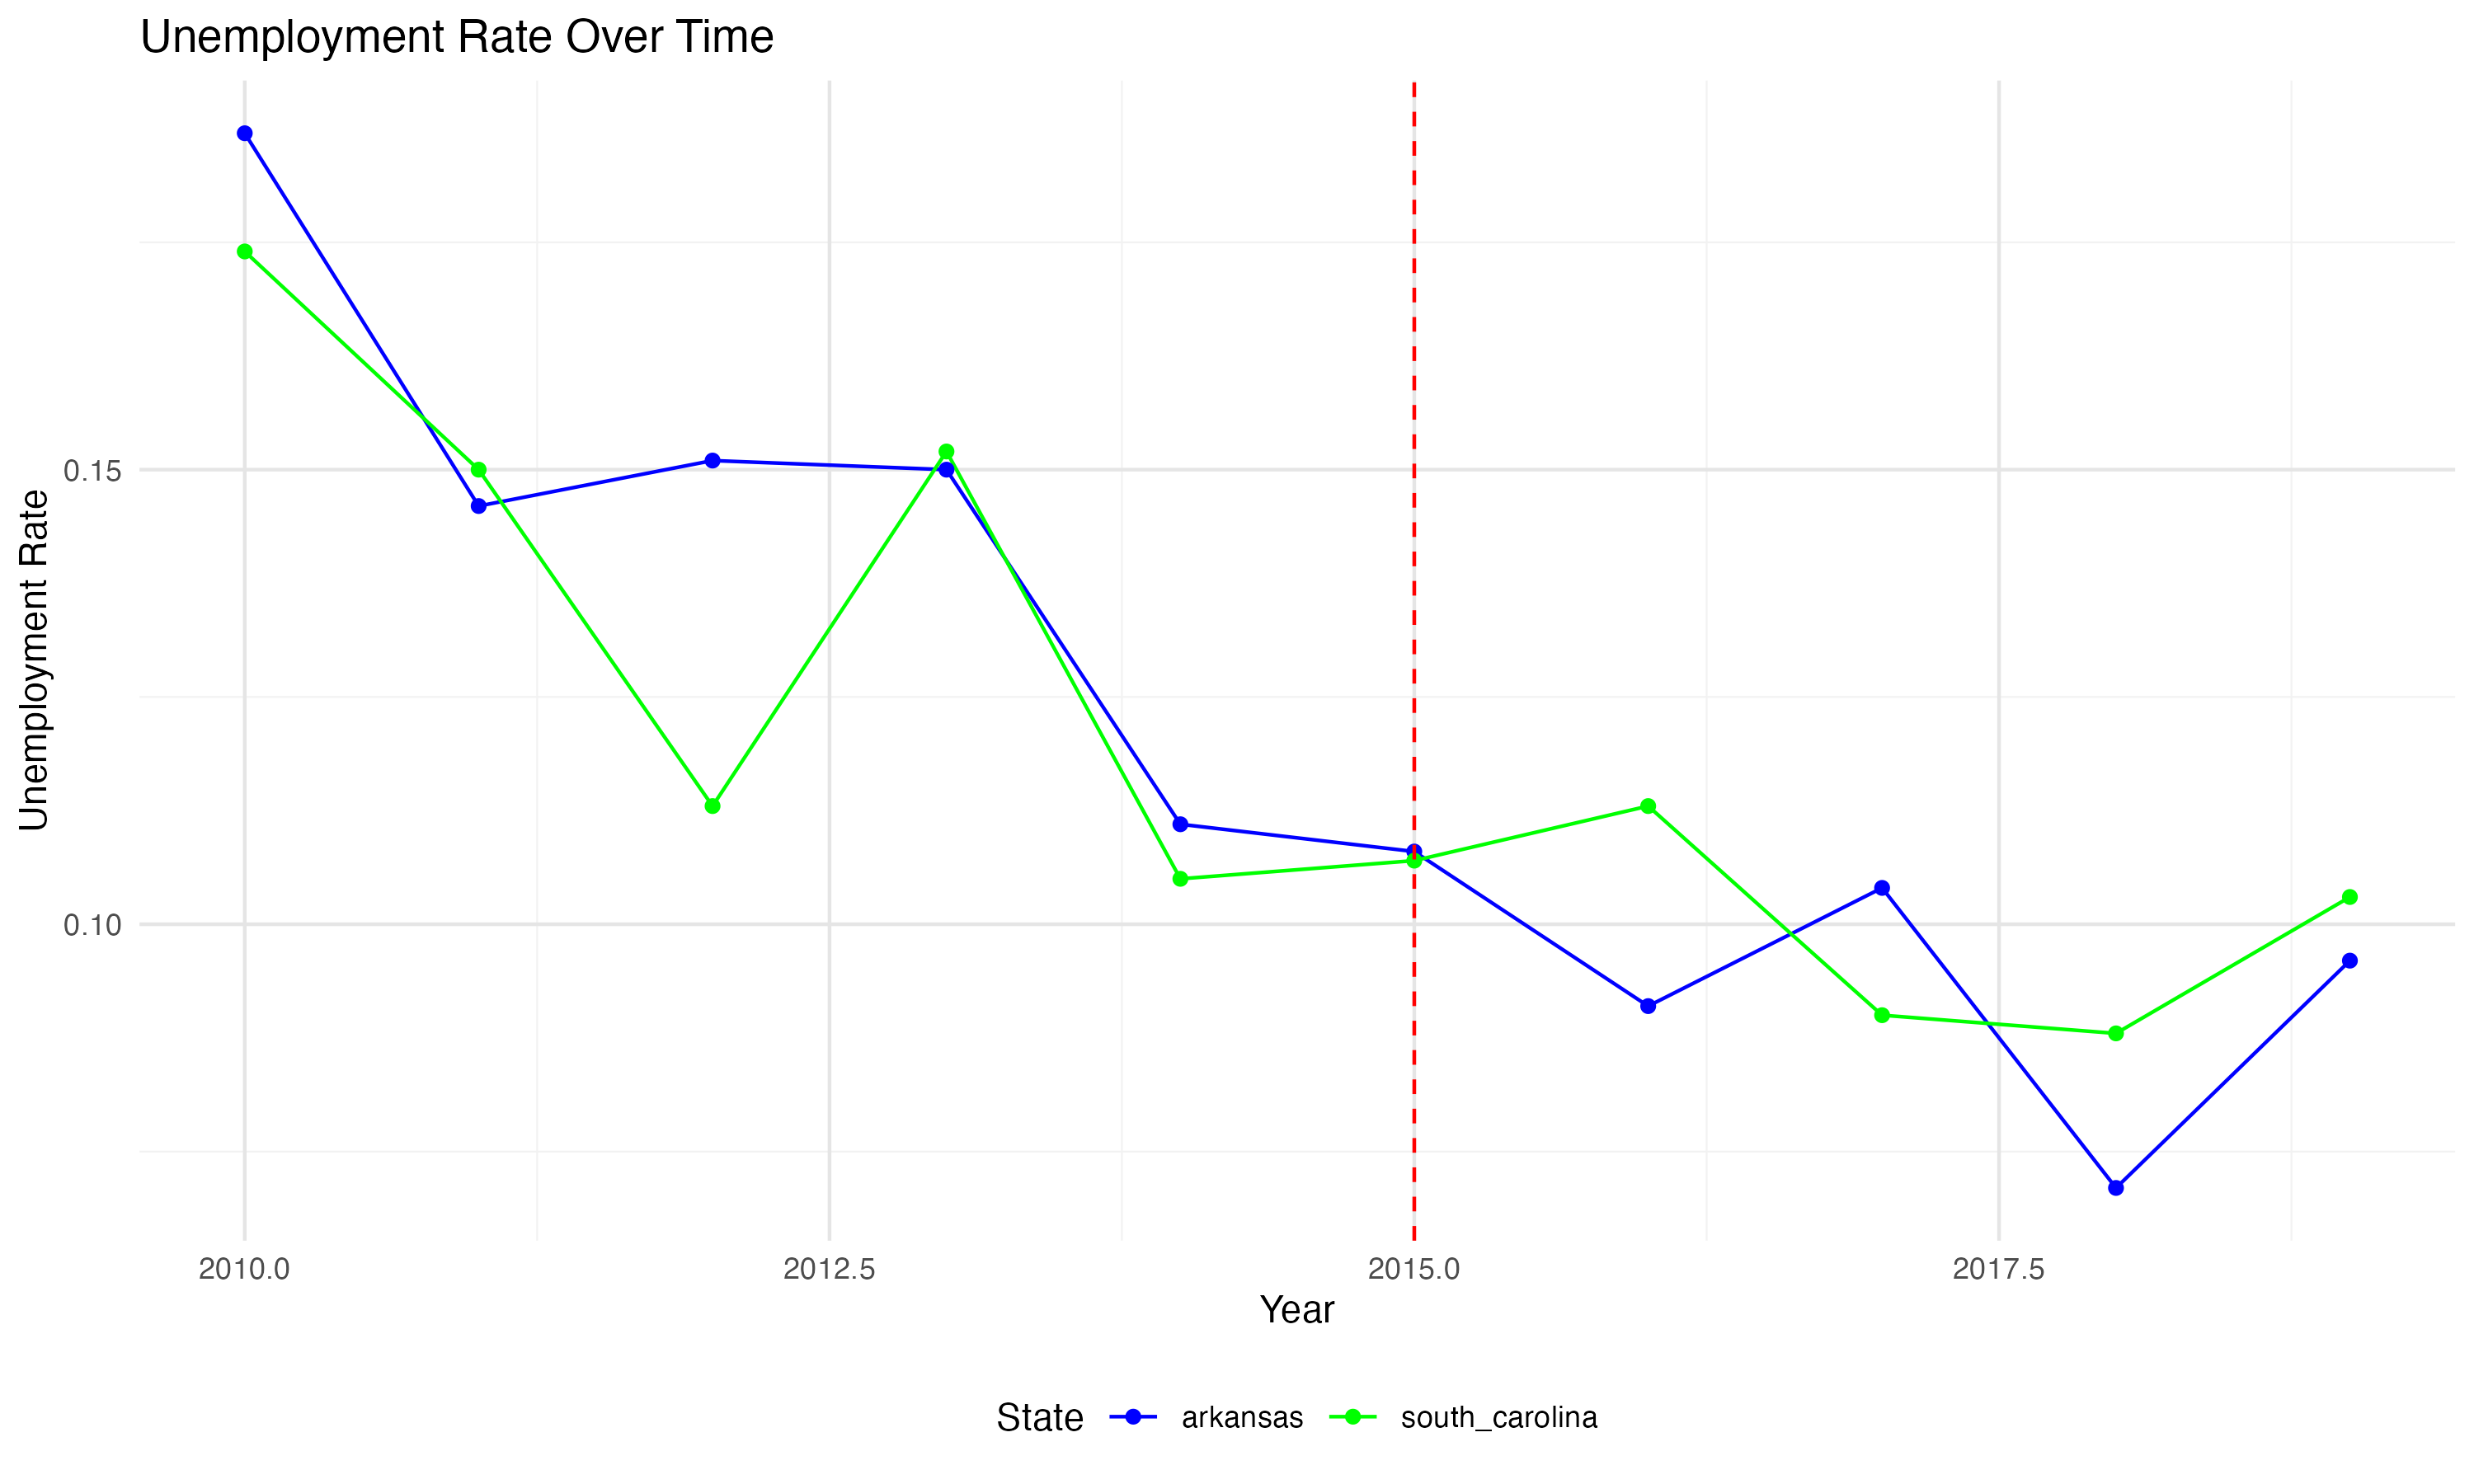 Unemployment Rate Over Time
Unemployment Rate
0.15
0.10
2010.0 2012.5 2015.0 2017.5
Year
State arkansas south_carolina